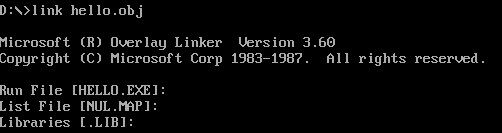 D:\>link hello.obj
Microsoft (R) Overlay Linker  Version 3.60
Copyright (C) Microsoft Corp 1983-1987.  All rights reserved.
Run File [HELLO.EXE]:
List File [NUL.MAP]:
Libraries [.LIB]: